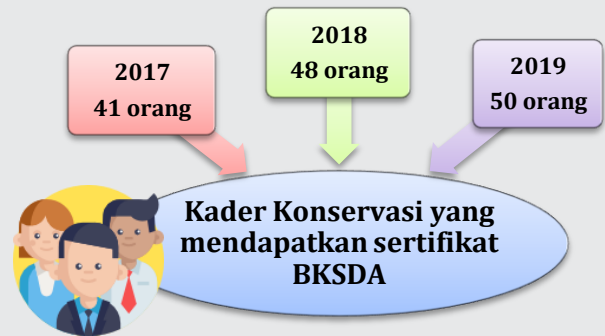 2017
41 orang
2018
48 orang
2019
50 orang
Kader Konservasi yang
mendapatkan sertifikat
BKSDA